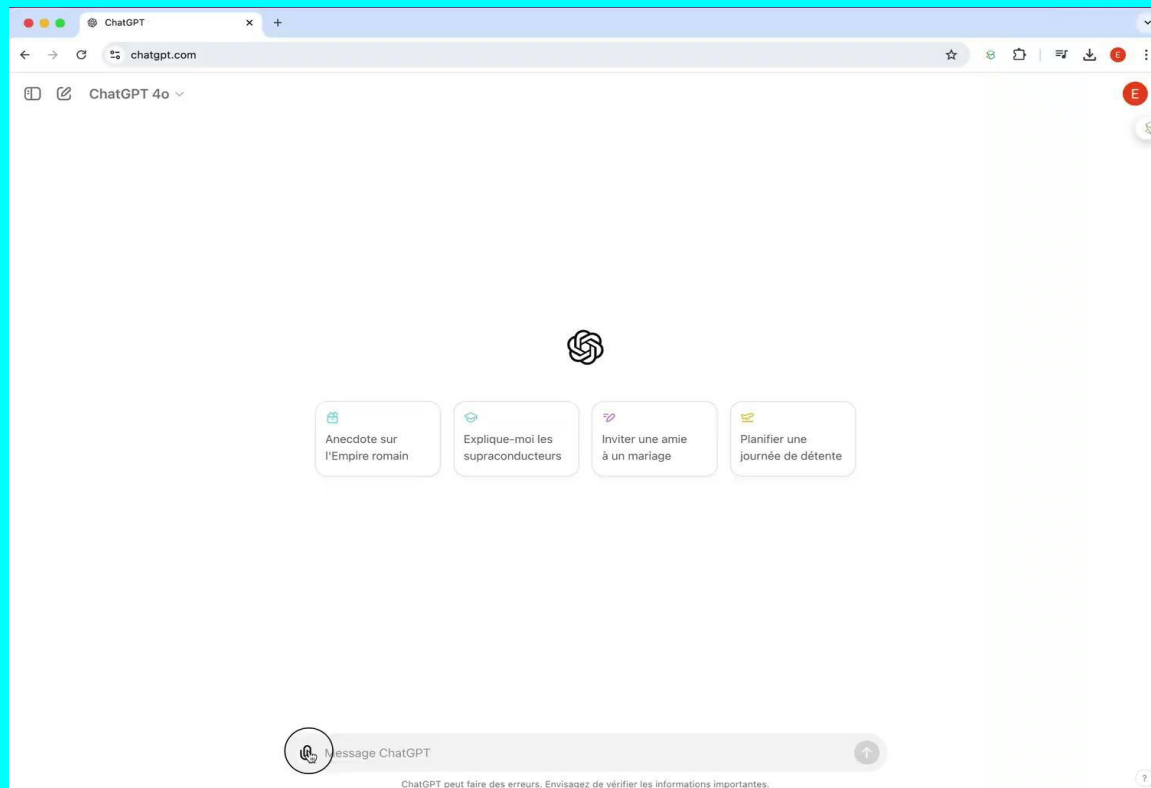 ChatGPT
chatgpt.com
E
ChatGPT 4o
E
Anecdote sur
l'Empire romain
Explique-moi les
supraconducteurs
Inviter une amie
à un mariage
Planifier une
journée de détente
Message ChatGPT
ChatGPT peut faire des erreurs. Envisagez de vérifier les informations importantes.
?